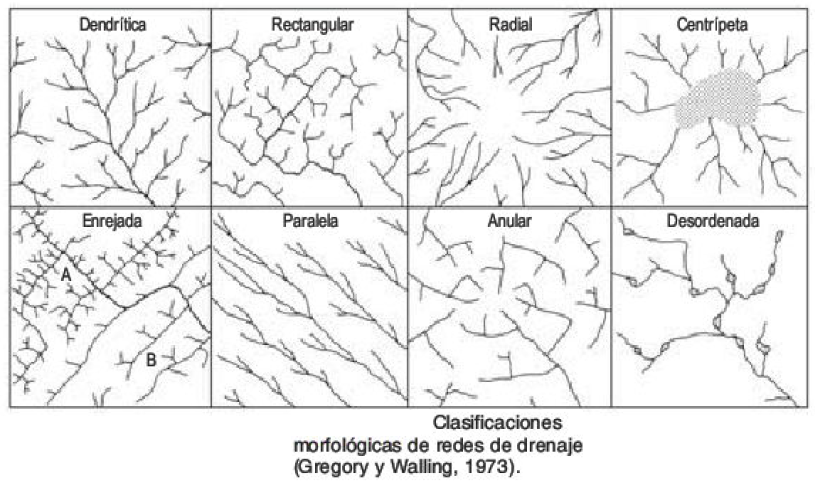 Dendrítica
Rectangular
Radial
Centrípeta
Enrejada
Paralela
Anular
Desordenada
A
B
Clasificaciones
morfológicas de redes de drenaje
(Gregory y Walling, 1973).